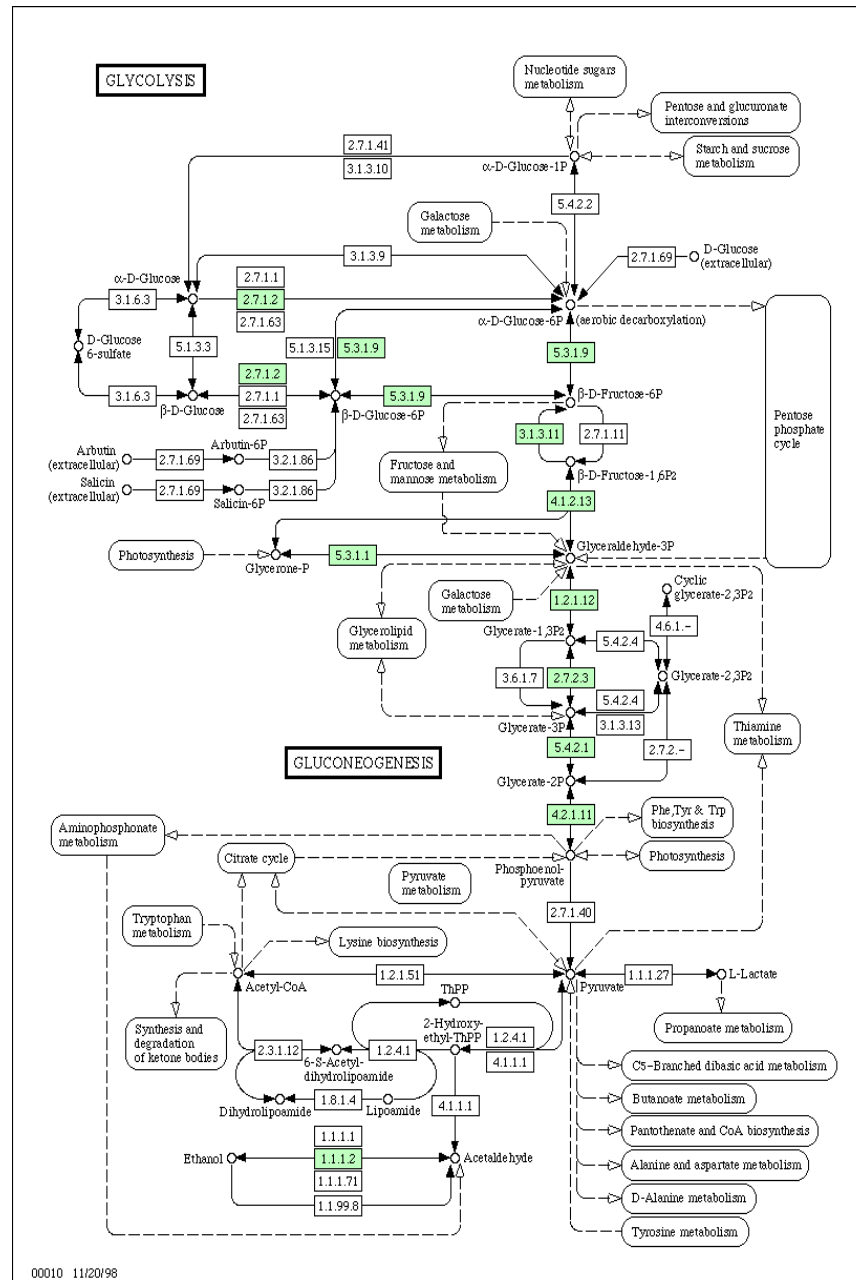 GLYCOLYSIS
Nucleotide sugars
metabolism
Pentose and glucuronate
interconversions
Starch and sucrose
metabolism
2.7.1.41
3.1.3.10
α-D-Glucose-1P
5.4.2.2
Galactose
metabolism
3.1.3.9
2.7.1.69
D-Glucose
(extracellular)
α-D-Glucose
2.7.1.1
3.1.6.3
2.7.1.2
2.7.1.63
α-D-Glucose-6P
(aerobic decarboxylation)
D-Glucose
6-sulfate
5.1.3.3
5.1.3.15
5.3.1.9
5.3.1.9
2.7.1.2
3.1.6.3
2.7.1.1
5.3.1.9
β-D-Fructose-6P
β-D-Glucose
2.7.1.63
β-D-Glucose-6P
Pentose
phosphate
cycle
3.1.3.11
2.7.1.11
Arbutin
(extracellular)
2.7.1.69
Arbutin-6P
3.2.1.86
Fructose and
mannose metabolism
β-D-Fructose-1,6P2
Salicin
(extracellular)
2.7.1.69
Salicin-6P
3.2.1.86
4.1.2.13
Glyceraldehyde-3P
Photosynthesis
5.3.1.1
Glycerone-P
Galactose
metabolism
1.2.1.12
Cyclic
glycerate-2,3P2
Glycerolipid
metabolism
Glycerate-1,3P2
5.4.2.4
4.6.1.-
3.6.1.7
2.7.2.3
Glycerate-2,3P2
5.4.2.4
3.1.3.13
Glycerate-3P
Thiamine
metabolism
5.4.2.1
2.7.2.-
GLUCONEOGENESIS
Glycerate-2P
4.2.1.11
Phe,Tyr & Trp
biosynthesis
Aminophosphonate
metabolism
Citrate cycle
Photosynthesis
Phosphoenol-
pyruvate
Pyruvate
metabolism
2.7.1.40
Tryptophan
metabolism
Lysine biosynthesis
1.2.1.51
1.1.1.27
L-Lactate
Acetyl-CoA
Pyruvate
ThPP
Synthesis and
degradation
of ketone bodies
2-Hydroxy-
ethyl-ThPP
Propanoate metabolism
2.3.1.12
1.2.4.1
1.2.4.1
4.1.1.1
6-S-Acetyl-
dihydrolipoamide
C5-Branched dibasic acid metabolism
1.8.1.4
Dihydrolipoamide
Lipoamide
4.1.1.1
Butanoate metabolism
Pantothenate and CoA biosynthesis
1.1.1.1
Ethanol
1.1.1.2
Acetaldehyde
Alanine and aspartate metabolism
1.1.1.71
D-Alanine metabolism
1.1.99.8
Tyrosine metabolism
00010 11/20/98